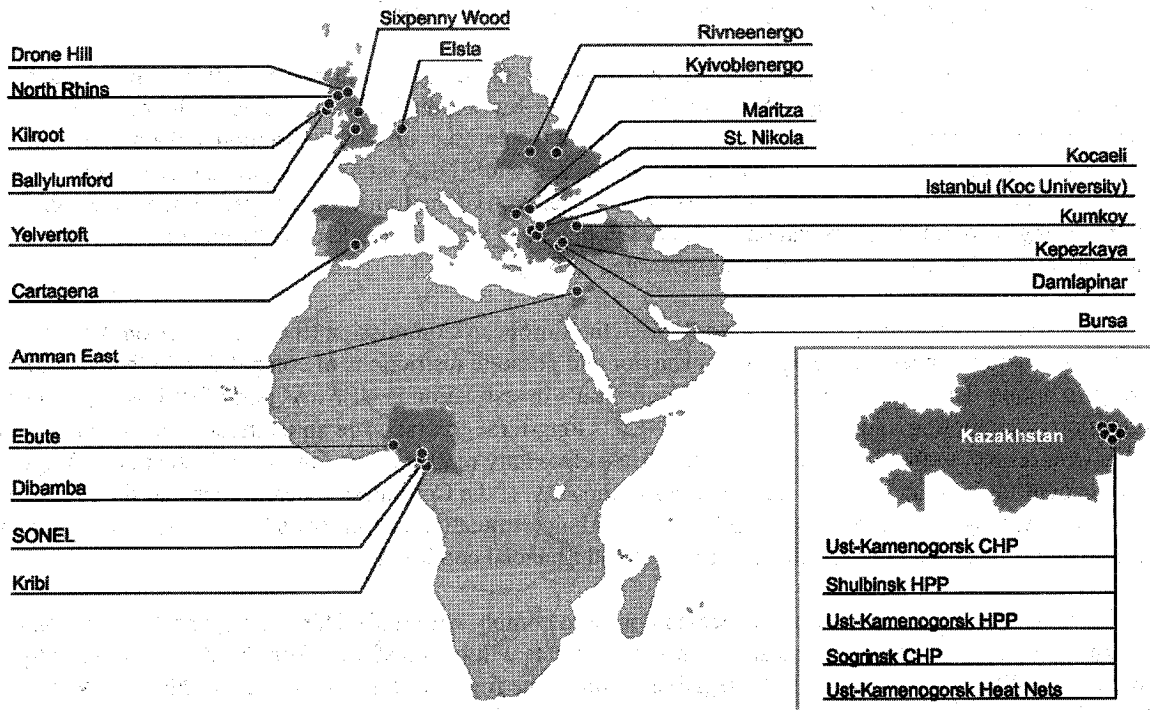 Sixpenny Wood
Elsta
Drone Hill
North Rhins
Kilroot
Ballylumford
Yelvertoft
Cartagena
Amman East
Ebute
Dibamba
SONEL
Kribi
Rivneenergo
Kyivoblenergo
Maritza
St. Nikola
Kocaeli
Istanbul (Koc University)
Kumkoy
Kepezkaya
Damlapinar
Bursa
Kazakhstan
Ust-Kamenogorsk CHP
Shulbinsk HPP
Ust-Kamenogorsk HPP
Sogrinsk CHP
Ust-Kamenogorsk Heat Nets